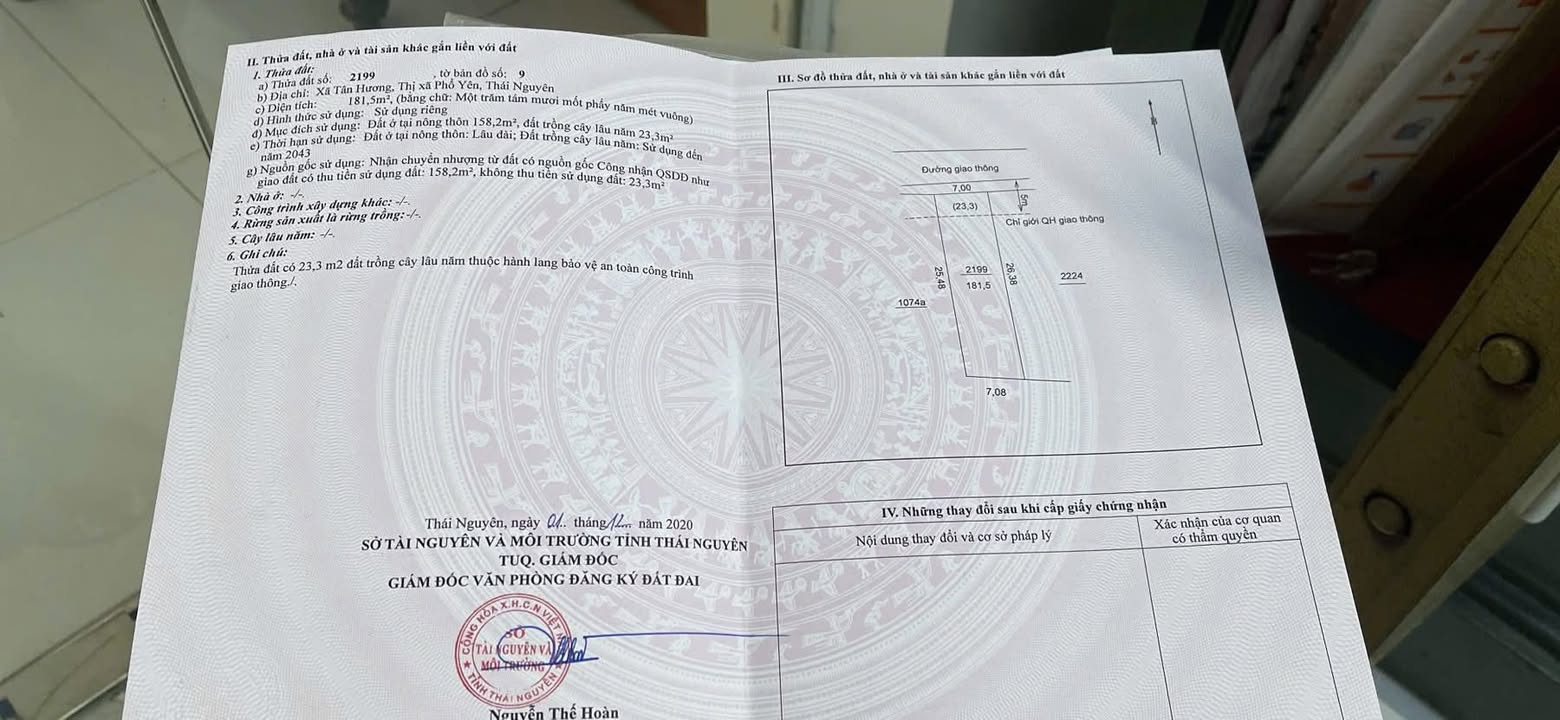 II. Thửa đất, nhà ở và tài sản khác gắn liền với đất
1. Thửa đất:
a) Thửa đất số: 2199 , tờ bản đồ số: 9
b) Địa chỉ: Xã Tân Hương, Thị xã Phổ Yên, Thái Nguyên
c) Diện tích: 181,5m², (bằng chữ: Một trăm tám mươi mốt phẩy năm mét vuông)
d) Hình thức sử dụng: Sử dụng riêng
đ) Mục đích sử dụng: Đất ở tại nông thôn 158,2m², đất trồng cây lâu năm 23,3m²
e) Thời hạn sử dụng: Đất ở tại nông thôn: Lâu dài; Đất trồng cây lâu năm: Sử dụng đến
năm 2043
g) Nguồn gốc sử dụng: Nhận chuyển nhượng từ đất có nguồn gốc Công nhận QSDĐ như
giao đất có thu tiền sử dụng đất: 158,2m², không thu tiền sử dụng đất: 23,3m²
2. Nhà ở: -/-.
3. Công trình xây dựng khác: -/-.
4. Rừng sản xuất là rừng trồng: -/-.
5. Cây lâu năm: -/-.
6. Ghi chú:
Thửa đất có 23,3 m2 đất trồng cây lâu năm thuộc hành lang bảo vệ an toàn công trình
giao thông./.
Thái Nguyên, ngày 01.. tháng 12... năm 2020
SỞ TÀI NGUYÊN VÀ MÔI TRƯỜNG TỈNH THÁI NGUYÊN
TUQ. GIÁM ĐỐC
GIÁM ĐỐC VĂN PHÒNG ĐĂNG KÝ ĐẤT ĐAI
CỘNG HÒA X.H.C.N VIỆT
SỞ
TÀI NGUYÊN VÀ
MÔI TRƯỜNG
TỈNH THÁI NGUYÊN
Nguyễn Thế Hoàn
III. Sơ đồ thửa đất, nhà ở và tài sản khác gắn liền với đất
Đường giao thông
7,00
(23,3)
5m
Chỉ giới QH giao thông
25,48
2199
181,5
26,38
2224
1074a
7,08
IV. Những thay đổi sau khi cấp giấy chứng nhận
Nội dung thay đổi và cơ sở pháp lý
Xác nhận của cơ quan
có thẩm quyền